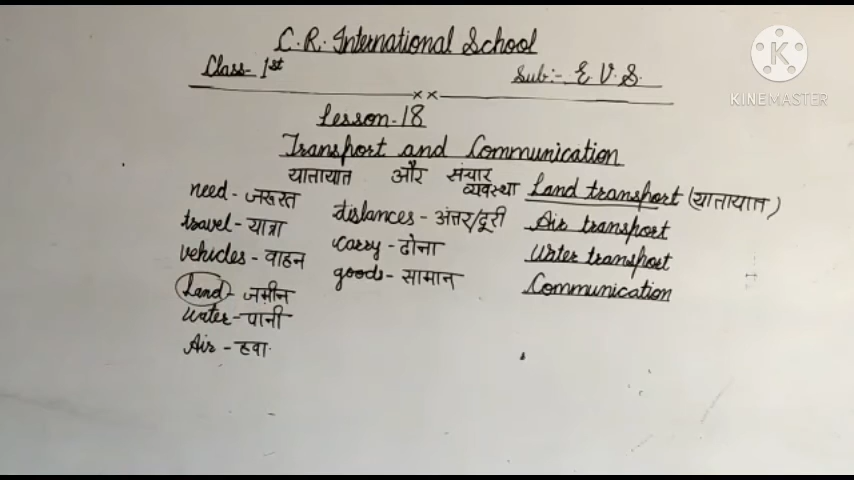 C.R. International School
Class- 1st
Sub:- E V S.
Lesson-18
Transport and Communication
यातायात और संचार व्यवस्था
need - जरूरत
travel - यात्रा
vehicles - वाहन
Land - जमीन
Water - पानी
Air - हवा
distances - अंतर/दूरी
carry - ढोना
goods - सामान
Land transport (यातायात)
Air transport
Water transport
Communication
K
KINEMASTER